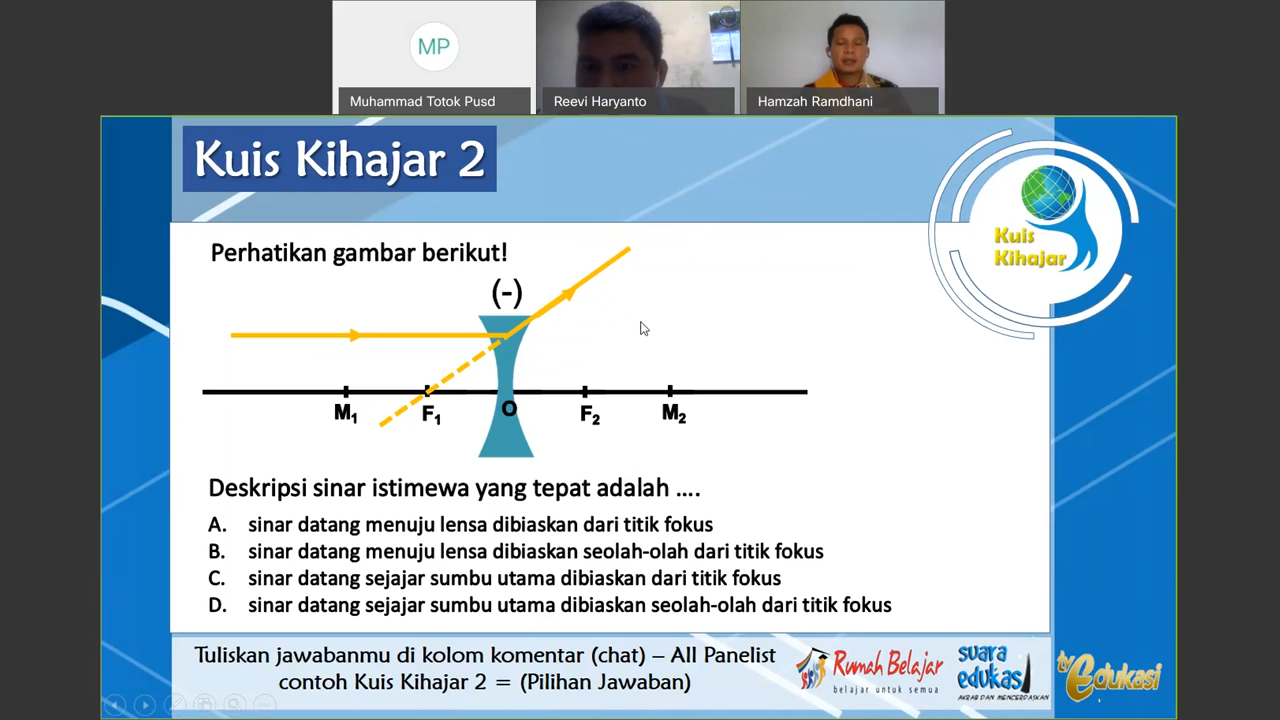 MP
Muhammad Totok Pusd
Reevi Haryanto
Hamzah Ramdhani
Kuis Kihajar 2
Kuis
Kihajar
Perhatikan gambar berikut!
(-)
M1
F1
O
F2
M2
Deskripsi sinar istimewa yang tepat adalah ....
A. sinar datang menuju lensa dibiaskan dari titik fokus
B. sinar datang menuju lensa dibiaskan seolah-olah dari titik fokus
C. sinar datang sejajar sumbu utama dibiaskan dari titik fokus
D. sinar datang sejajar sumbu utama dibiaskan seolah-olah dari titik fokus
Tuliskan jawabanmu di kolom komentar (chat) – All Panelist
contoh Kuis Kihajar 2 = (Pilihan Jawaban)
Rumah Belajar
belajar untuk semua
suara
edukasi
AKRAB DAN MENCERDASKAN
tv
Edukasi